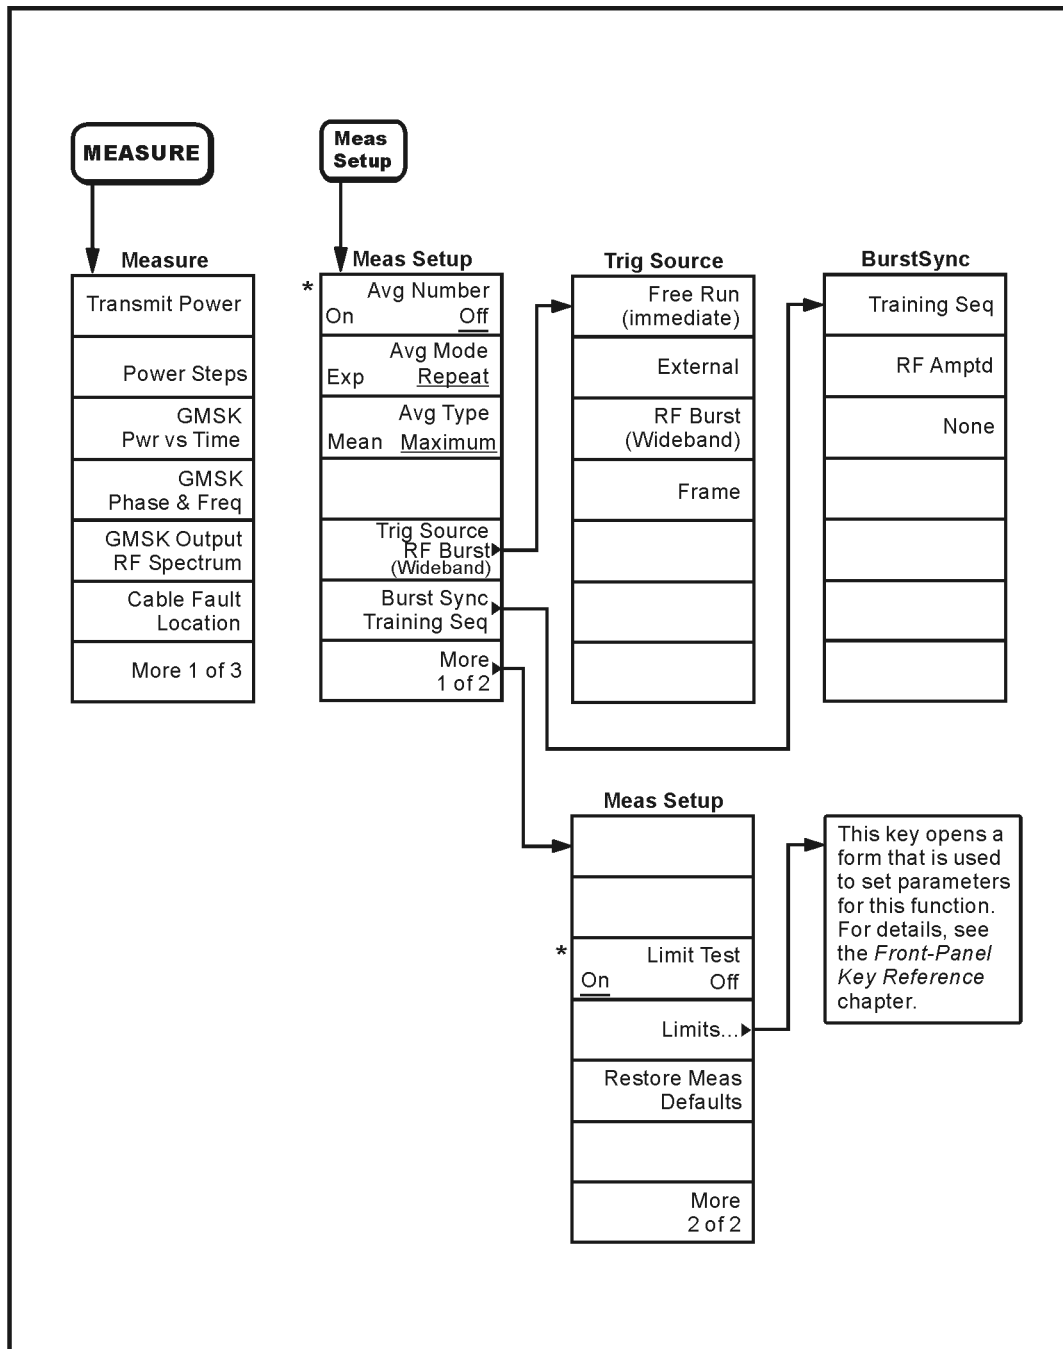 MEASURE
Meas
Setup
Measure
Transmit Power
Power Steps
GMSK
Pwr vs Time
GMSK
Phase & Freq
GMSK Output
RF Spectrum
Cable Fault
Location
More 1 of 3
Meas Setup
* Avg Number
On Off
Avg Mode
Exp Repeat
Avg Type
Mean Maximum
Trig Source
RF Burst
(Wideband)
Burst Sync
Training Seq
More
1 of 2
Trig Source
Free Run
(immediate)
External
RF Burst
(Wideband)
Frame
BurstSync
Training Seq
RF Amptd
None
Meas Setup
* Limit Test
On Off
Limits...
Restore Meas
Defaults
More
2 of 2
This key opens a
form that is used
to set parameters
for this function.
For details, see
the Front-Panel
Key Reference
chapter.